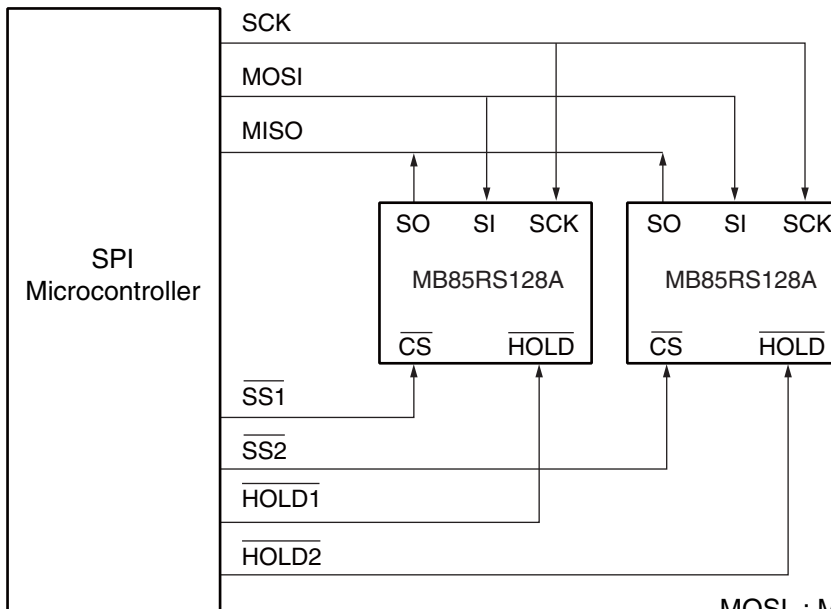 SCK
MOSI
MISO
SO SI SCK
SO SI SCK
SPI
Microcontroller
MB85RS128A
MB85RS128A
CS HOLD
CS HOLD
SS1
SS2
HOLD1
HOLD2
MOSI : M